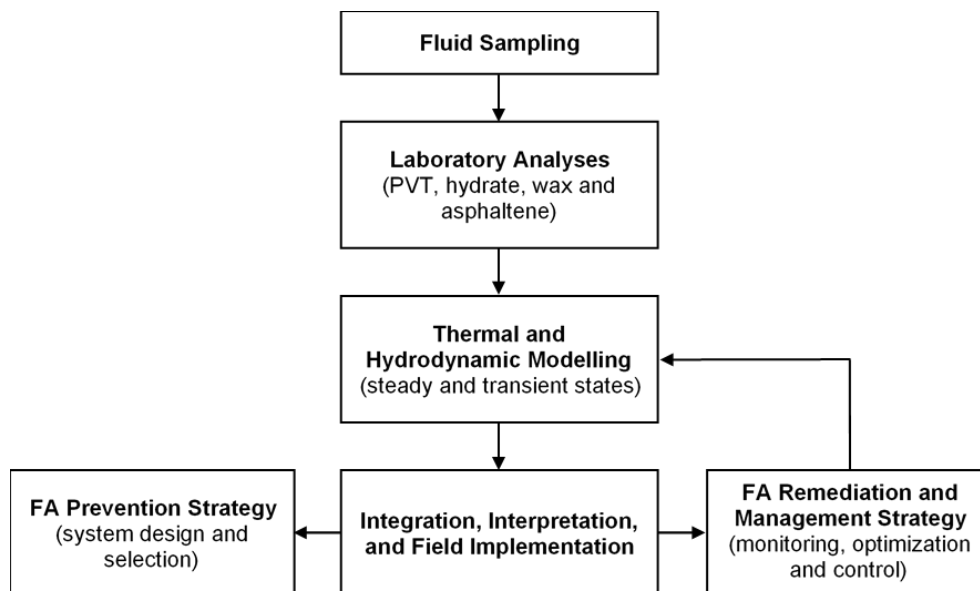 Fluid Sampling
Laboratory Analyses
(PVT, hydrate, wax and
asphaltene)
Thermal and
Hydrodynamic Modelling
(steady and transient states)
FA Prevention Strategy
(system design and
selection)
Integration, Interpretation,
and Field Implementation
FA Remediation and
Management Strategy
(monitoring, optimization
and control)